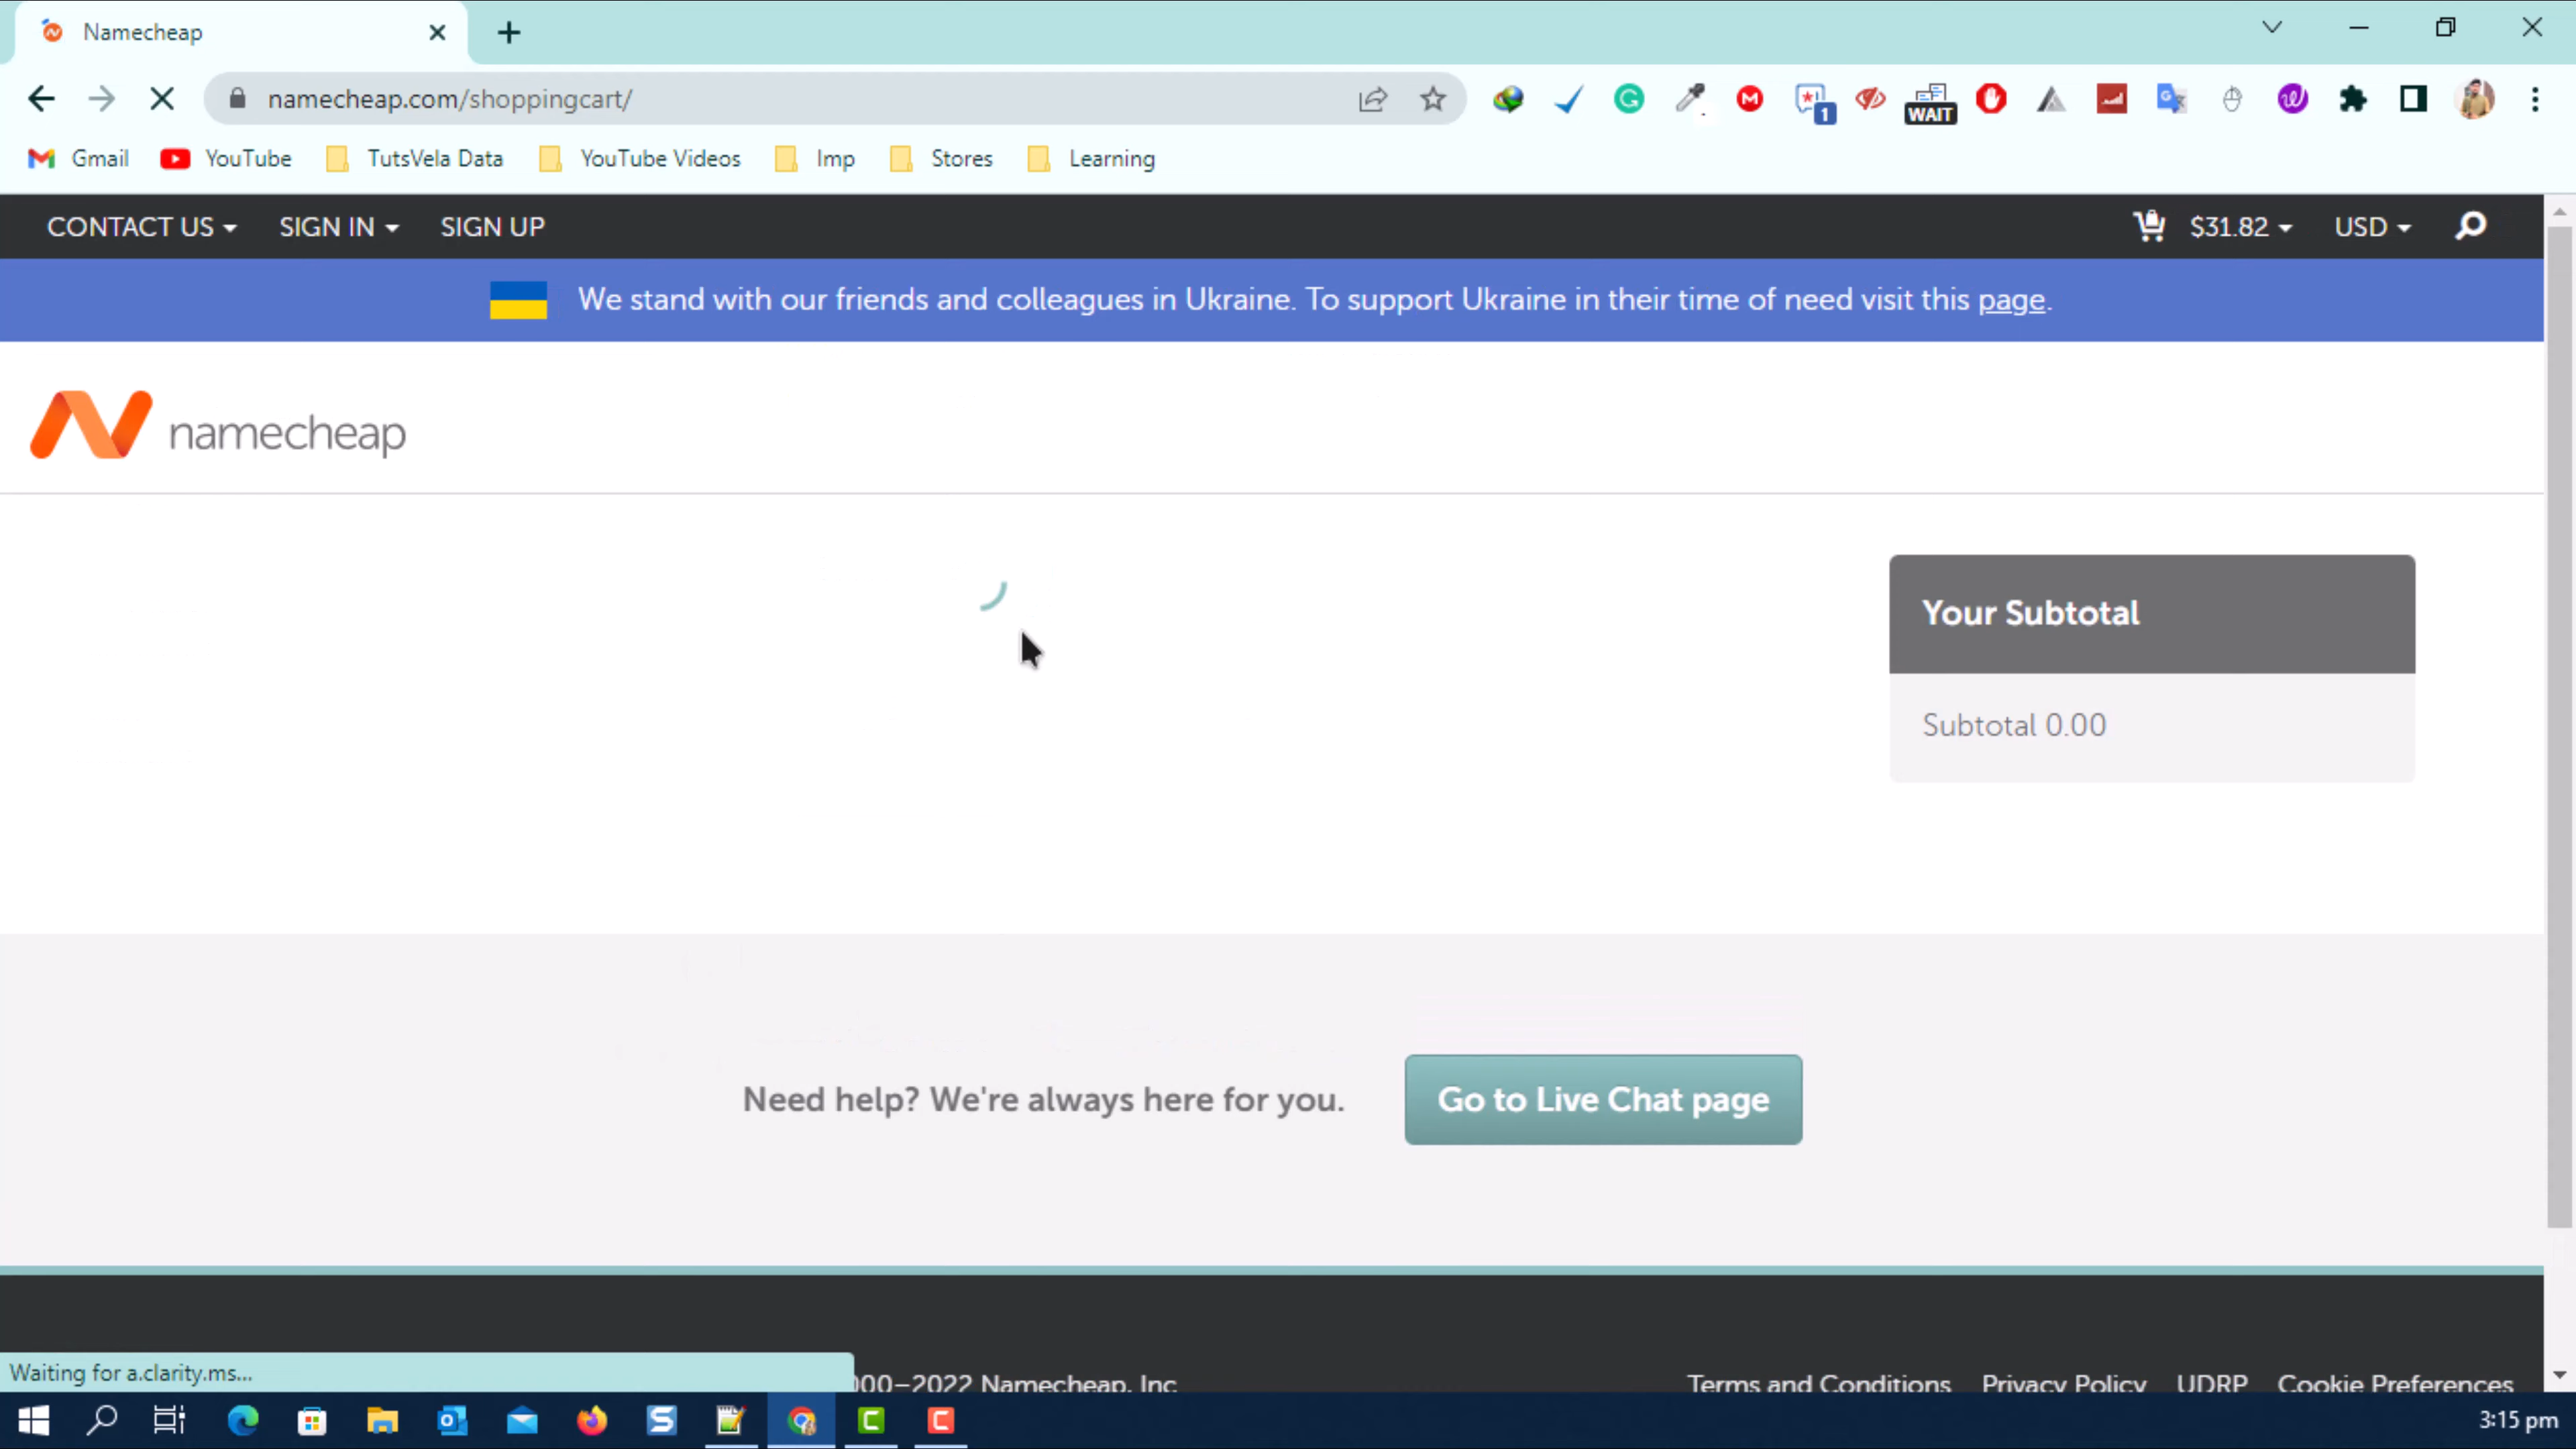 Namecheap
namecheap.com/shoppingcart/
1
WAIT
Gmail
YouTube
TutsVela Data
YouTube Videos
Imp
Stores
Learning
CONTACT US
SIGN IN
SIGN UP
$31.82
USD
We stand with our friends and colleagues in Ukraine. To support Ukraine in their time of need visit this page.
namecheap
Your Subtotal
Subtotal 0.00
Need help? We're always here for you.
Go to Live Chat page
Waiting for a.clarity.ms...
000–2022 Namecheap, Inc
Terms and Conditions
Privacy Policy
UDRP
Cookie Preferences
3:15 pm